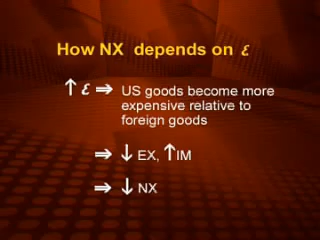 How NX depends on ε
↑ ε ⇒ US goods become more
expensive relative to
foreign goods
⇒ ↓ EX, ↑IM
⇒ ↓ NX